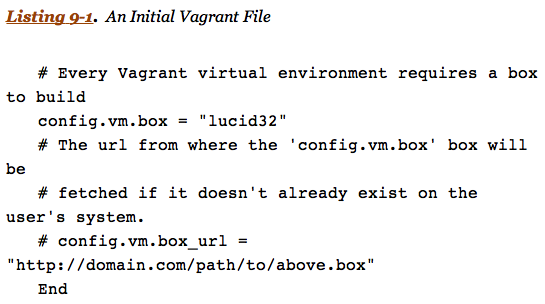 Listing 9-1. An Initial Vagrant File
# Every Vagrant virtual environment requires a box
to build
config.vm.box = "lucid32"
# The url from where the 'config.vm.box' box will
be
# fetched if it doesn't already exist on the
user's system.
# config.vm.box_url =
"http://domain.com/path/to/above.box"
End